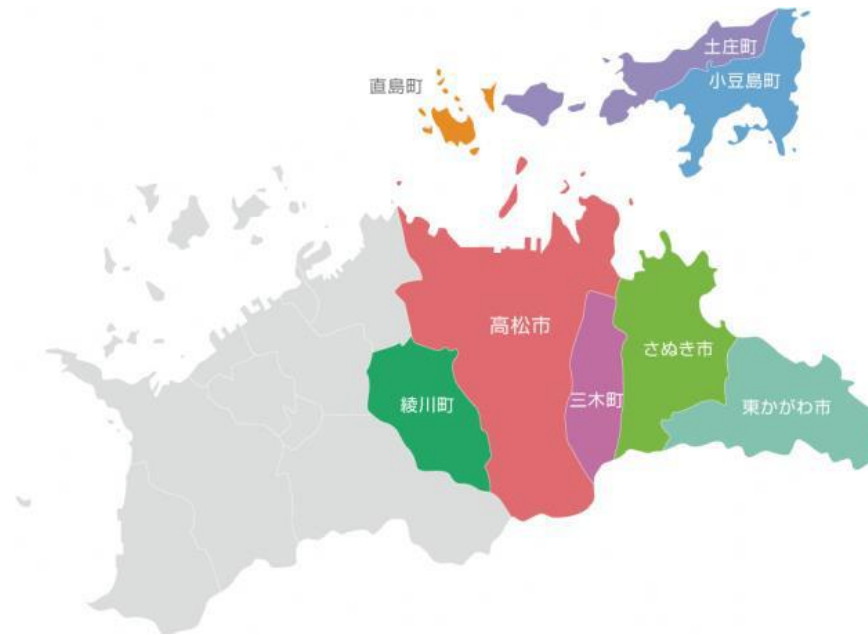 土庄町
小豆島町
直島町
高松市
さぬき市
綾川町
三木町
東かがわ市